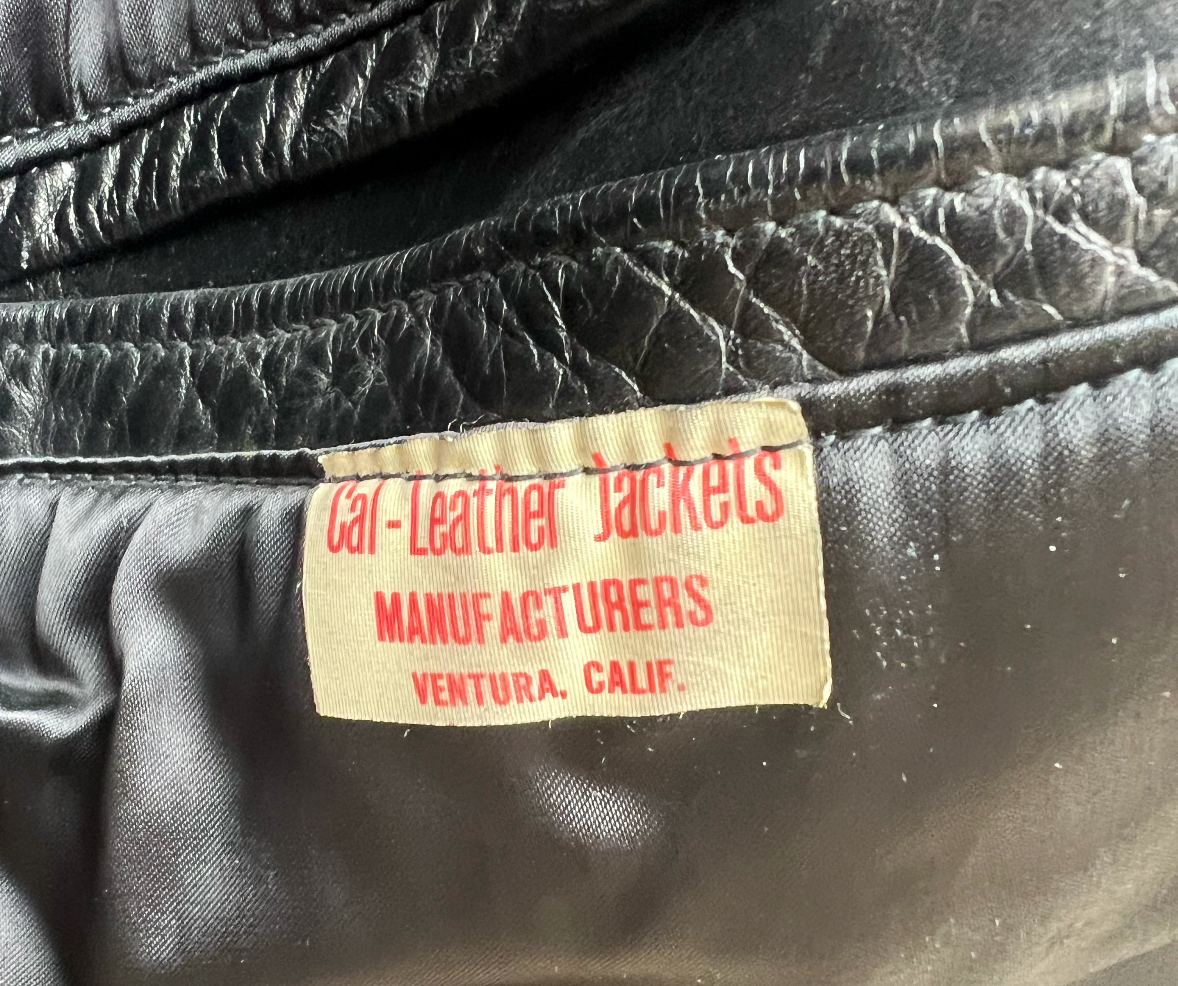 Cal-Leather Jackets
MANUFACTURERS
VENTURA, CALIF.